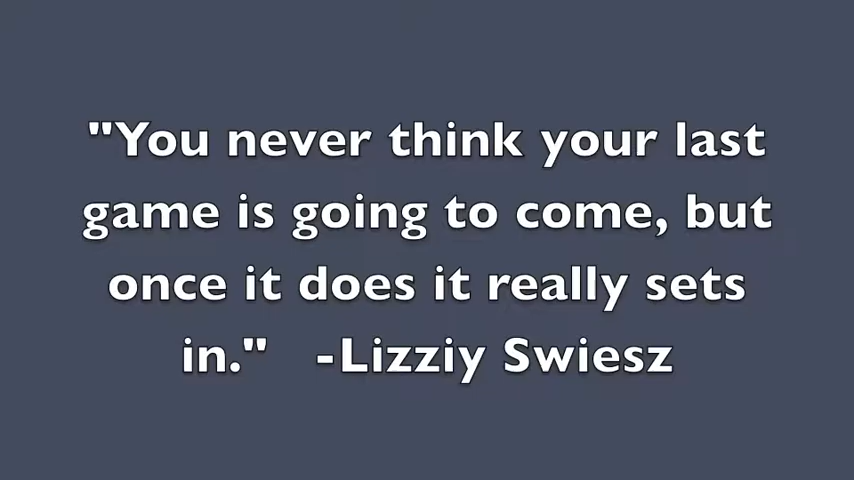 "You never think your last
game is going to come, but
once it does it really sets
in."   -Lizziy Swiesz